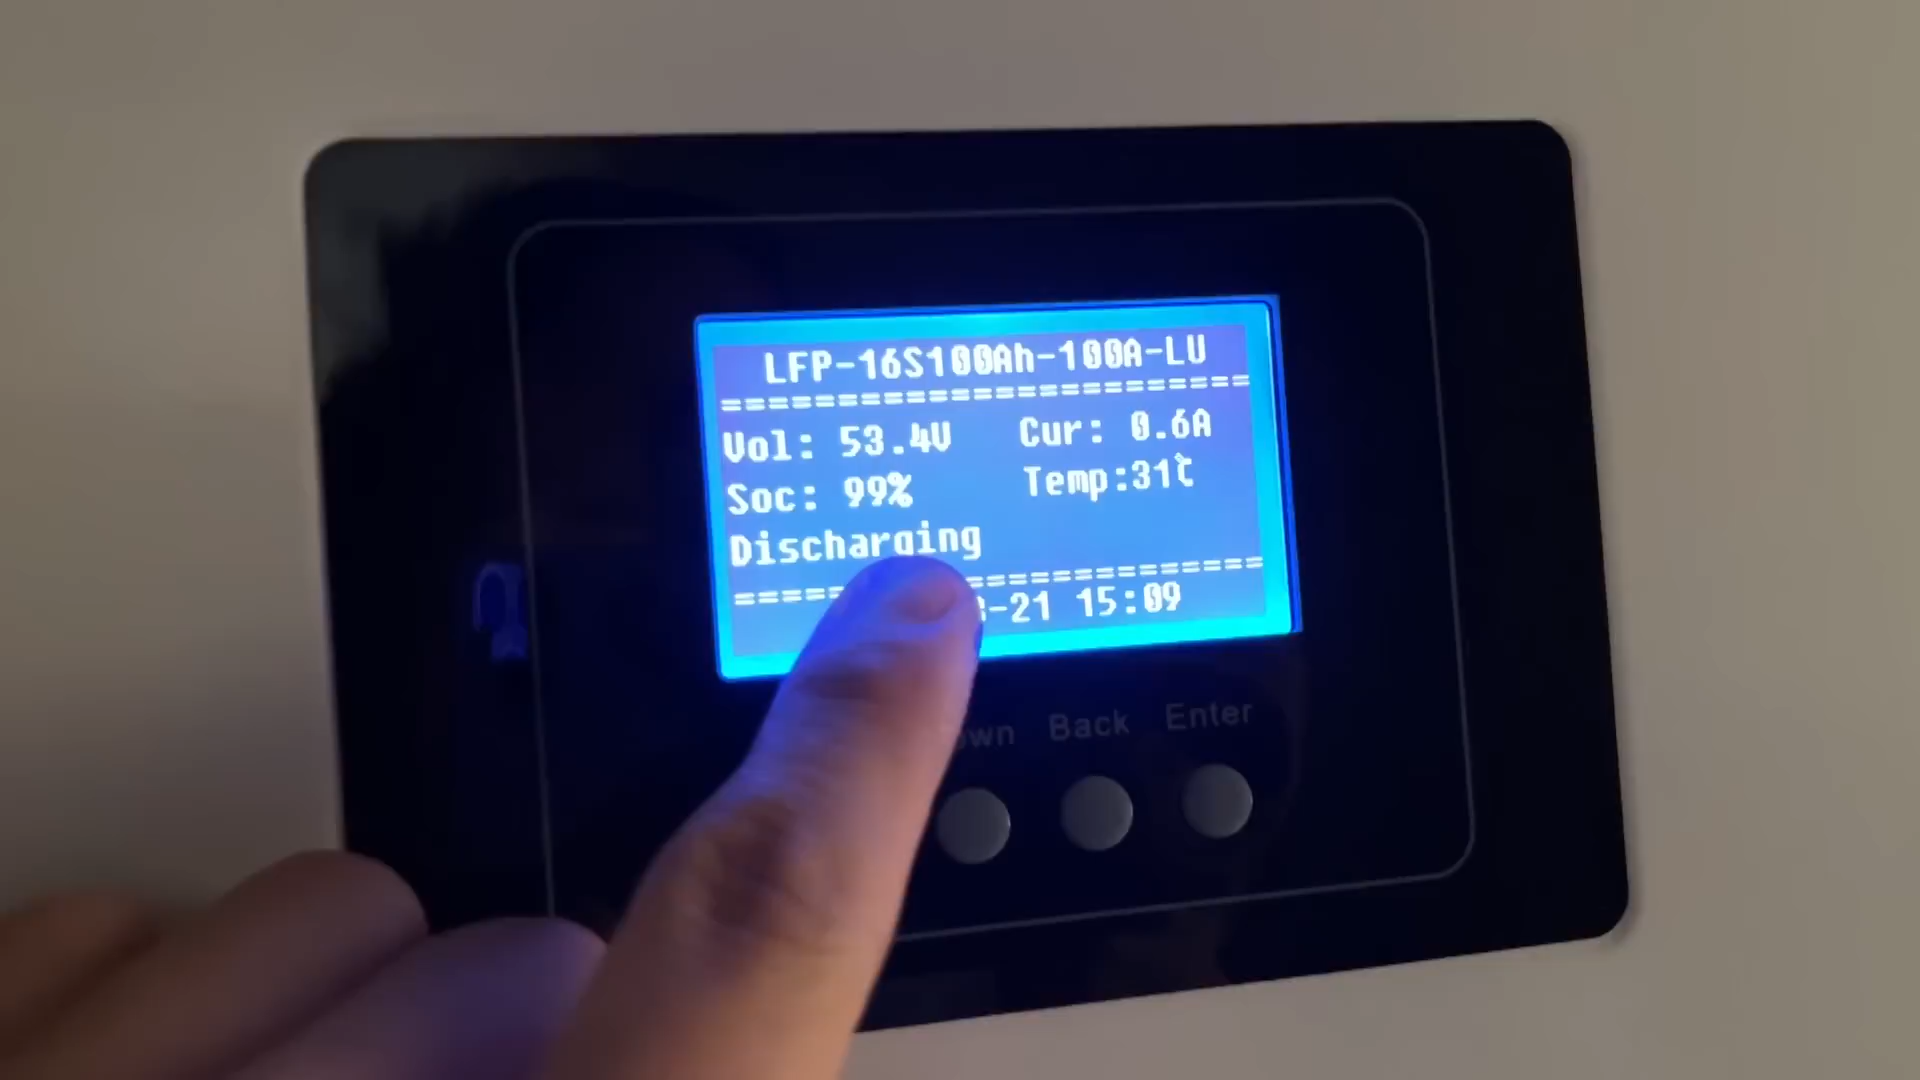 LFP-16S100Ah-100A-LU
Vol: 53.4V Cur: 0.6A
Soc: 99% Temp:31℃
Discharging
-21 15:09
Back Enter